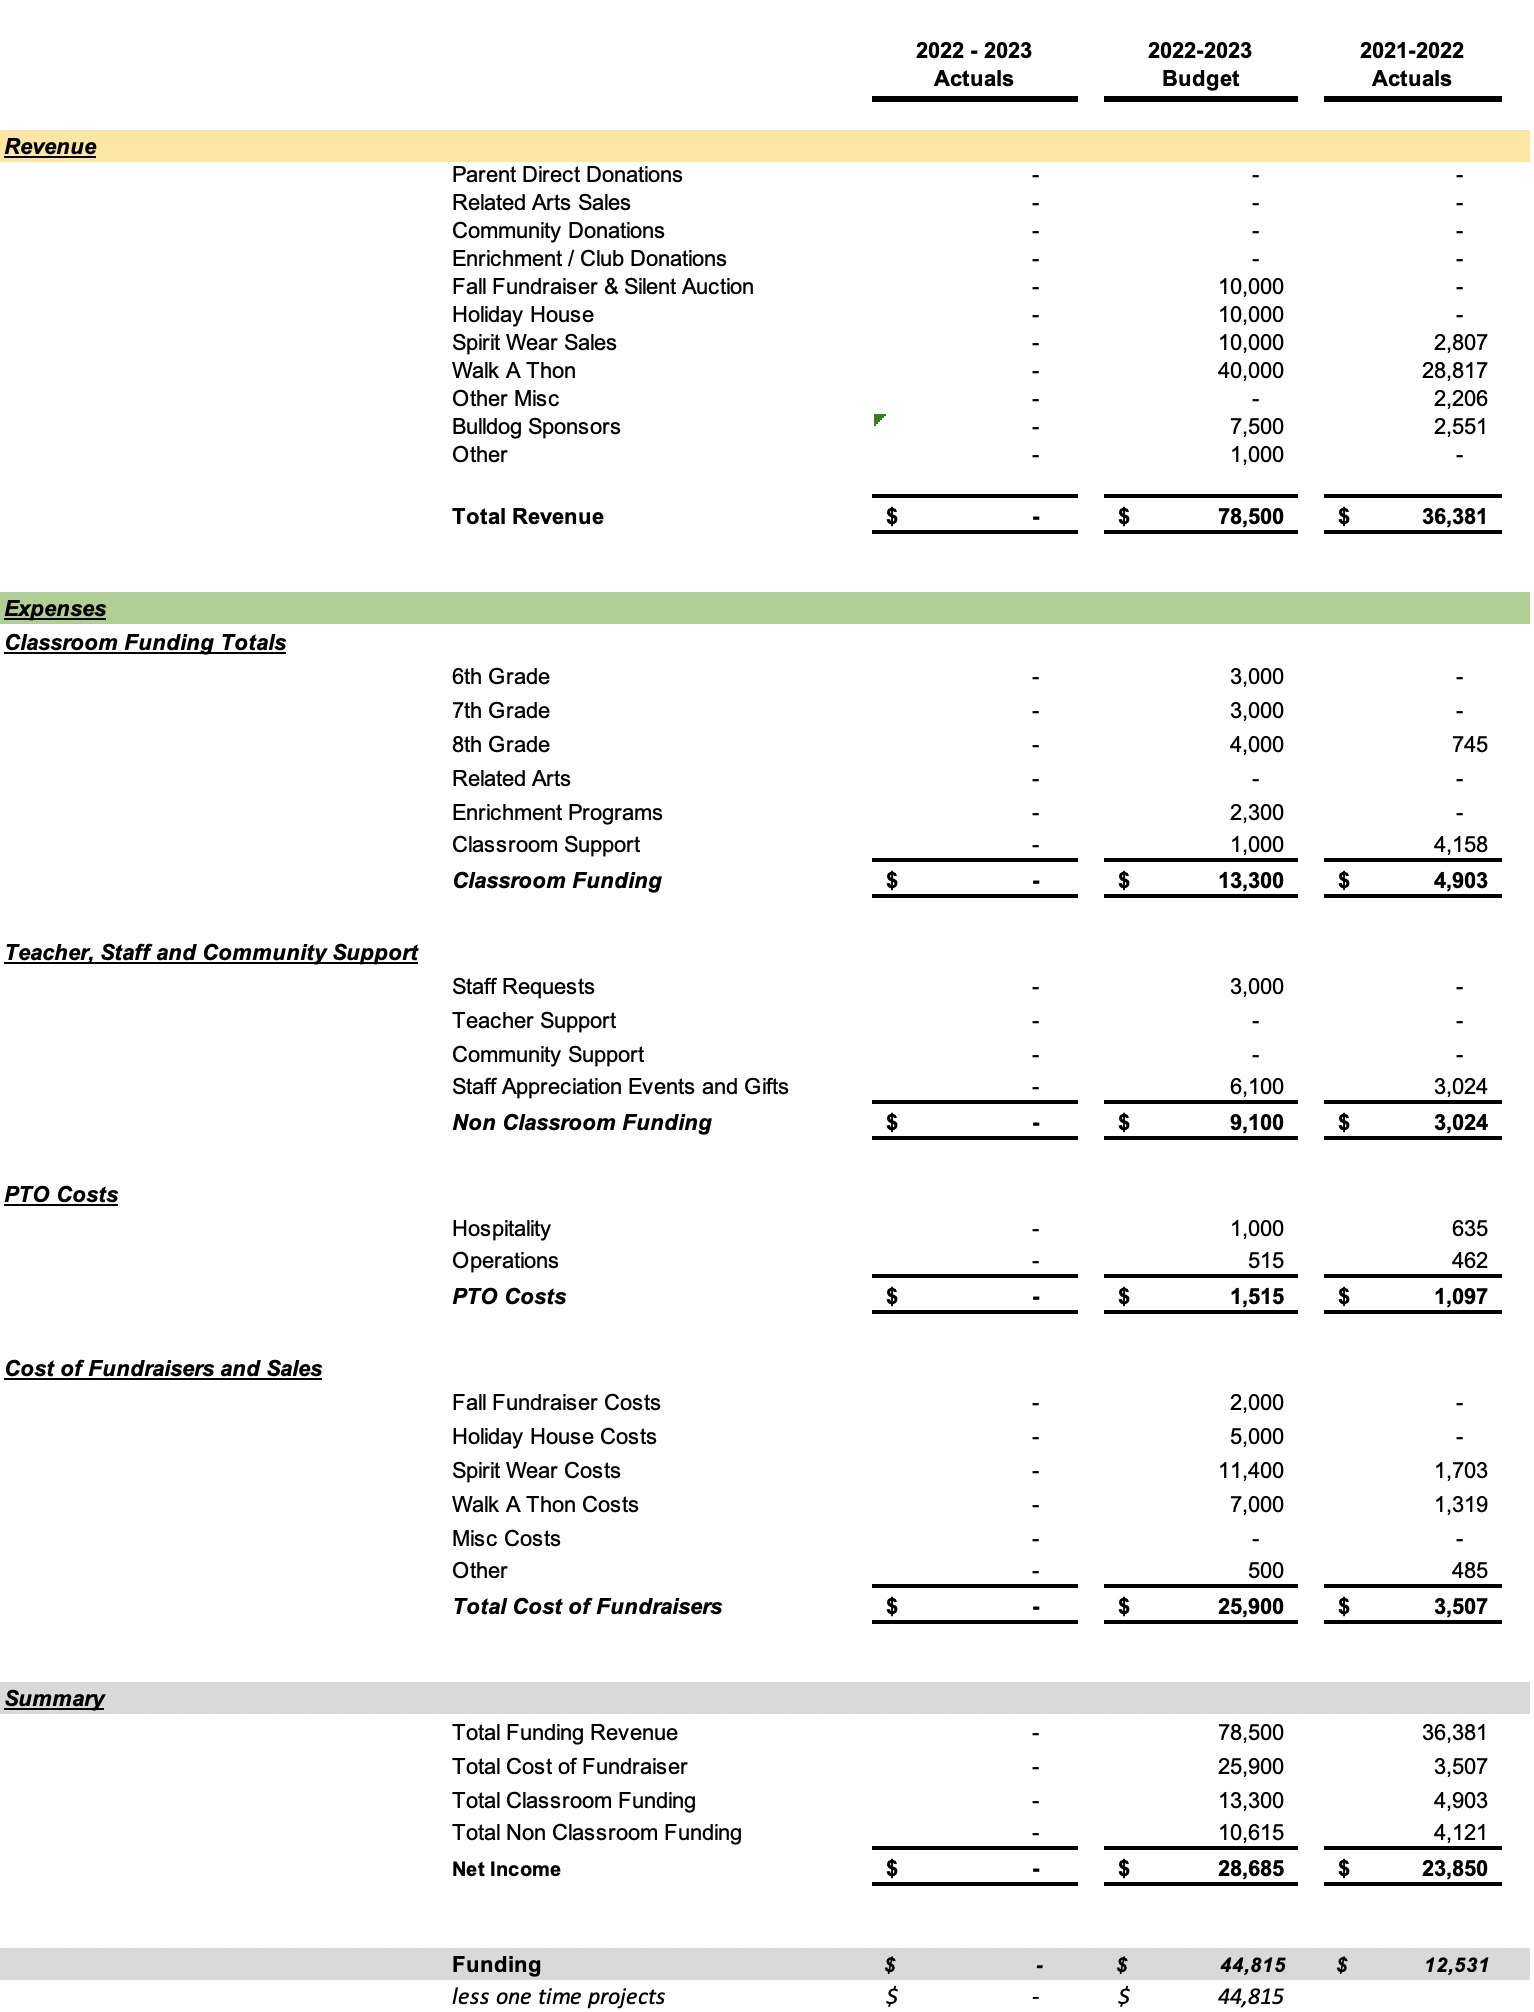 2022 - 2023 2022-2023 2021-2022
Actuals Budget Actuals
Revenue
Parent Direct Donations - - -
Related Arts Sales - - -
Community Donations - - -
Enrichment / Club Donations - - -
Fall Fundraiser & Silent Auction - 10,000 -
Holiday House - 10,000 -
Spirit Wear Sales - 10,000 2,807
Walk A Thon - 40,000 28,817
Other Misc - - 2,206
Bulldog Sponsors - 7,500 2,551
Other - 1,000 -
Total Revenue $ - $ 78,500 $ 36,381
Expenses
Classroom Funding Totals
6th Grade - 3,000 -
7th Grade - 3,000 -
8th Grade - 4,000 745
Related Arts - - -
Enrichment Programs - 2,300 -
Classroom Support - 1,000 4,158
Classroom Funding $ - $ 13,300 $ 4,903
Teacher, Staff and Community Support
Staff Requests - 3,000 -
Teacher Support - - -
Community Support - - -
Staff Appreciation Events and Gifts - 6,100 3,024
Non Classroom Funding $ - $ 9,100 $ 3,024
PTO Costs
Hospitality - 1,000 635
Operations - 515 462
PTO Costs $ - $ 1,515 $ 1,097
Cost of Fundraisers and Sales
Fall Fundraiser Costs - 2,000 -
Holiday House Costs - 5,000 -
Spirit Wear Costs - 11,400 1,703
Walk A Thon Costs - 7,000 1,319
Misc Costs - - -
Other - 500 485
Total Cost of Fundraisers $ - $ 25,900 $ 3,507
Summary
Total Funding Revenue - 78,500 36,381
Total Cost of Fundraiser - 25,900 3,507
Total Classroom Funding - 13,300 4,903
Total Non Classroom Funding - 10,615 4,121
Net Income $ - $ 28,685 $ 23,850
Funding $ - $ 44,815 $ 12,531
less one time projects $ - $ 44,815